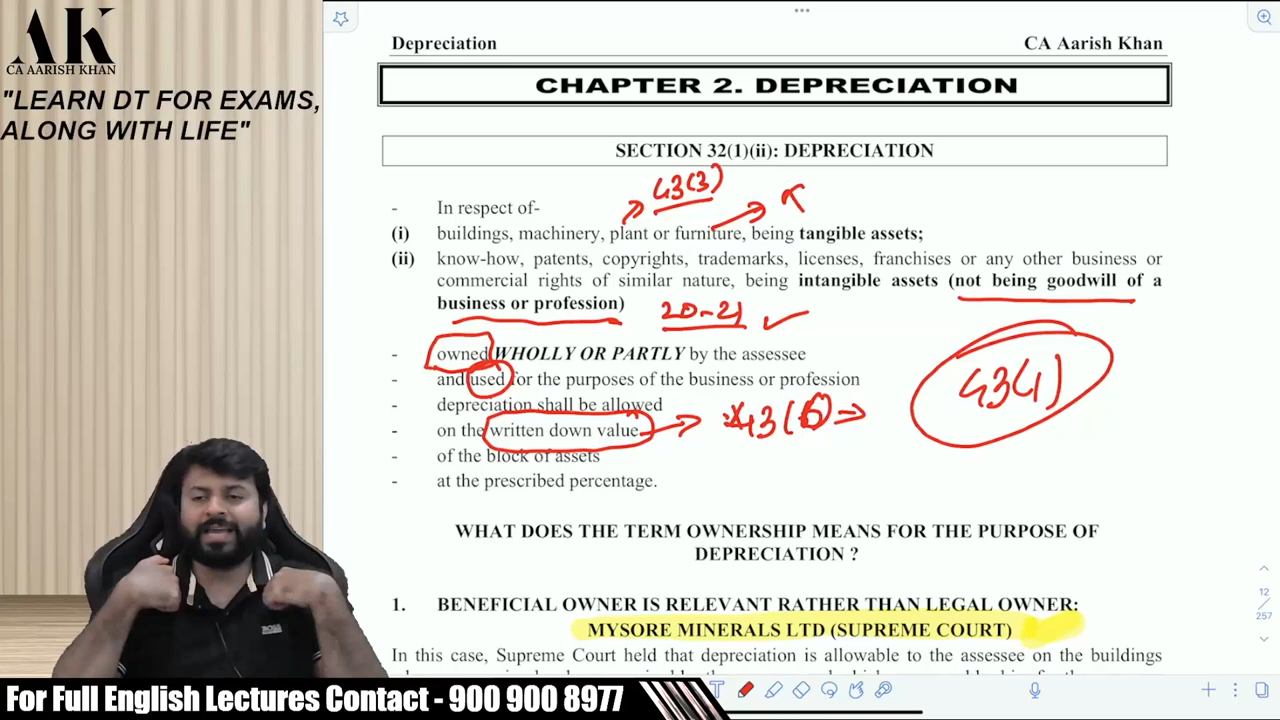 AK
CA AARISH KHAN
"LEARN DT FOR EXAMS,
ALONG WITH LIFE"
Depreciation CA Aarish Khan
CHAPTER 2. DEPRECIATION
SECTION 32(1)(ii): DEPRECIATION
43(3)
- In respect of-
(i) buildings, machinery, plant or furniture, being tangible assets;
(ii) know-how, patents, copyrights, trademarks, licenses, franchises or any other business or
commercial rights of similar nature, being intangible assets (not being goodwill of a
business or profession)
20-21
- owned WHOLLY OR PARTLY by the assessee
- and used for the purposes of the business or profession
43(1)
- depreciation shall be allowed
- on the written down value
43(6)
- of the block of assets
- at the prescribed percentage.
WHAT DOES THE TERM OWNERSHIP MEANS FOR THE PURPOSE OF
DEPRECIATION ?
1. BENEFICIAL OWNER IS RELEVANT RATHER THAN LEGAL OWNER:
MYSORE MINERALS LTD (SUPREME COURT)
In this case, Supreme Court held that depreciation is allowable to the assessee on the buildings
12
257
BOSS
For Full English Lectures Contact - 900 900 8977